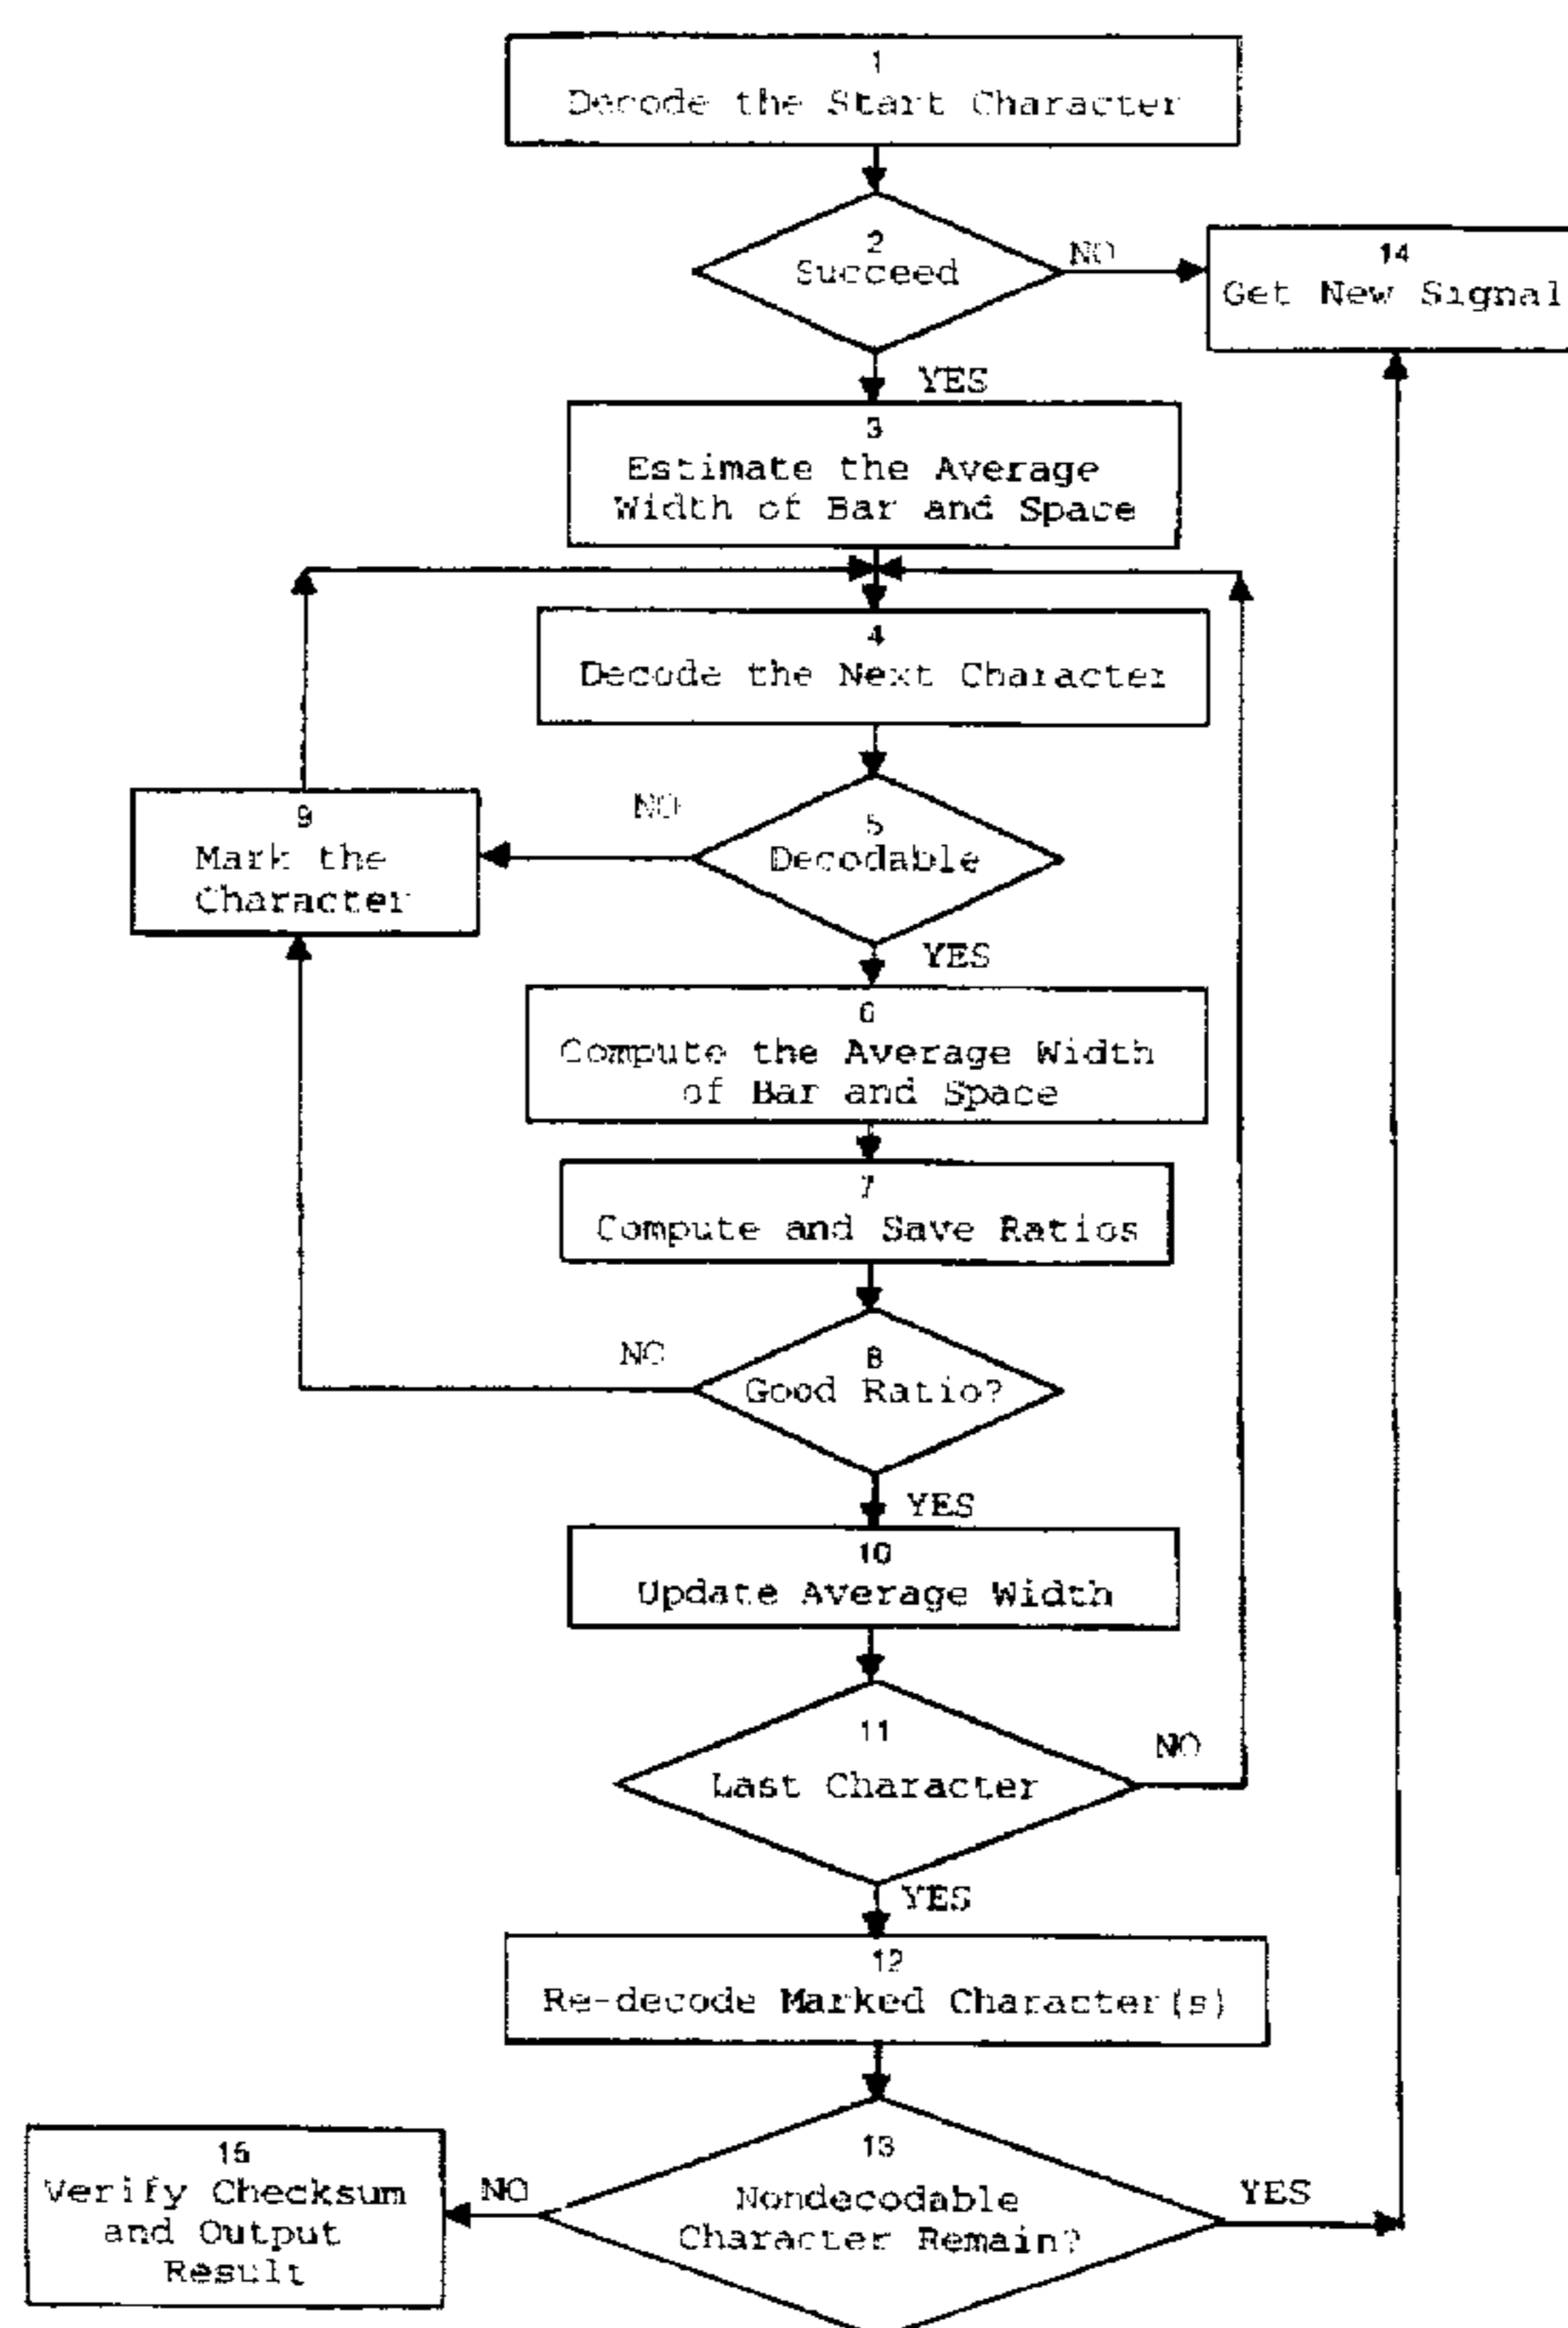 1
Decode the Start Character
2
Succeed
NO
14
Get New Signal
YES
3
Estimate the Average
Width of Bar and Space
4
Decode the Next Character
NO
5
Decodable
9
Mark the
Character
YES
6
Compute the Average Width
of Bar and Space
7
Compute and Save Ratios
NO
8
Good Ratio?
YES
10
Update Average Width
11
Last Character
NO
YES
12
Re-decode Marked Character(s)
13
Nondecodable
Character Remain?
YES
NO
15
Verify Checksum
and Output
Result